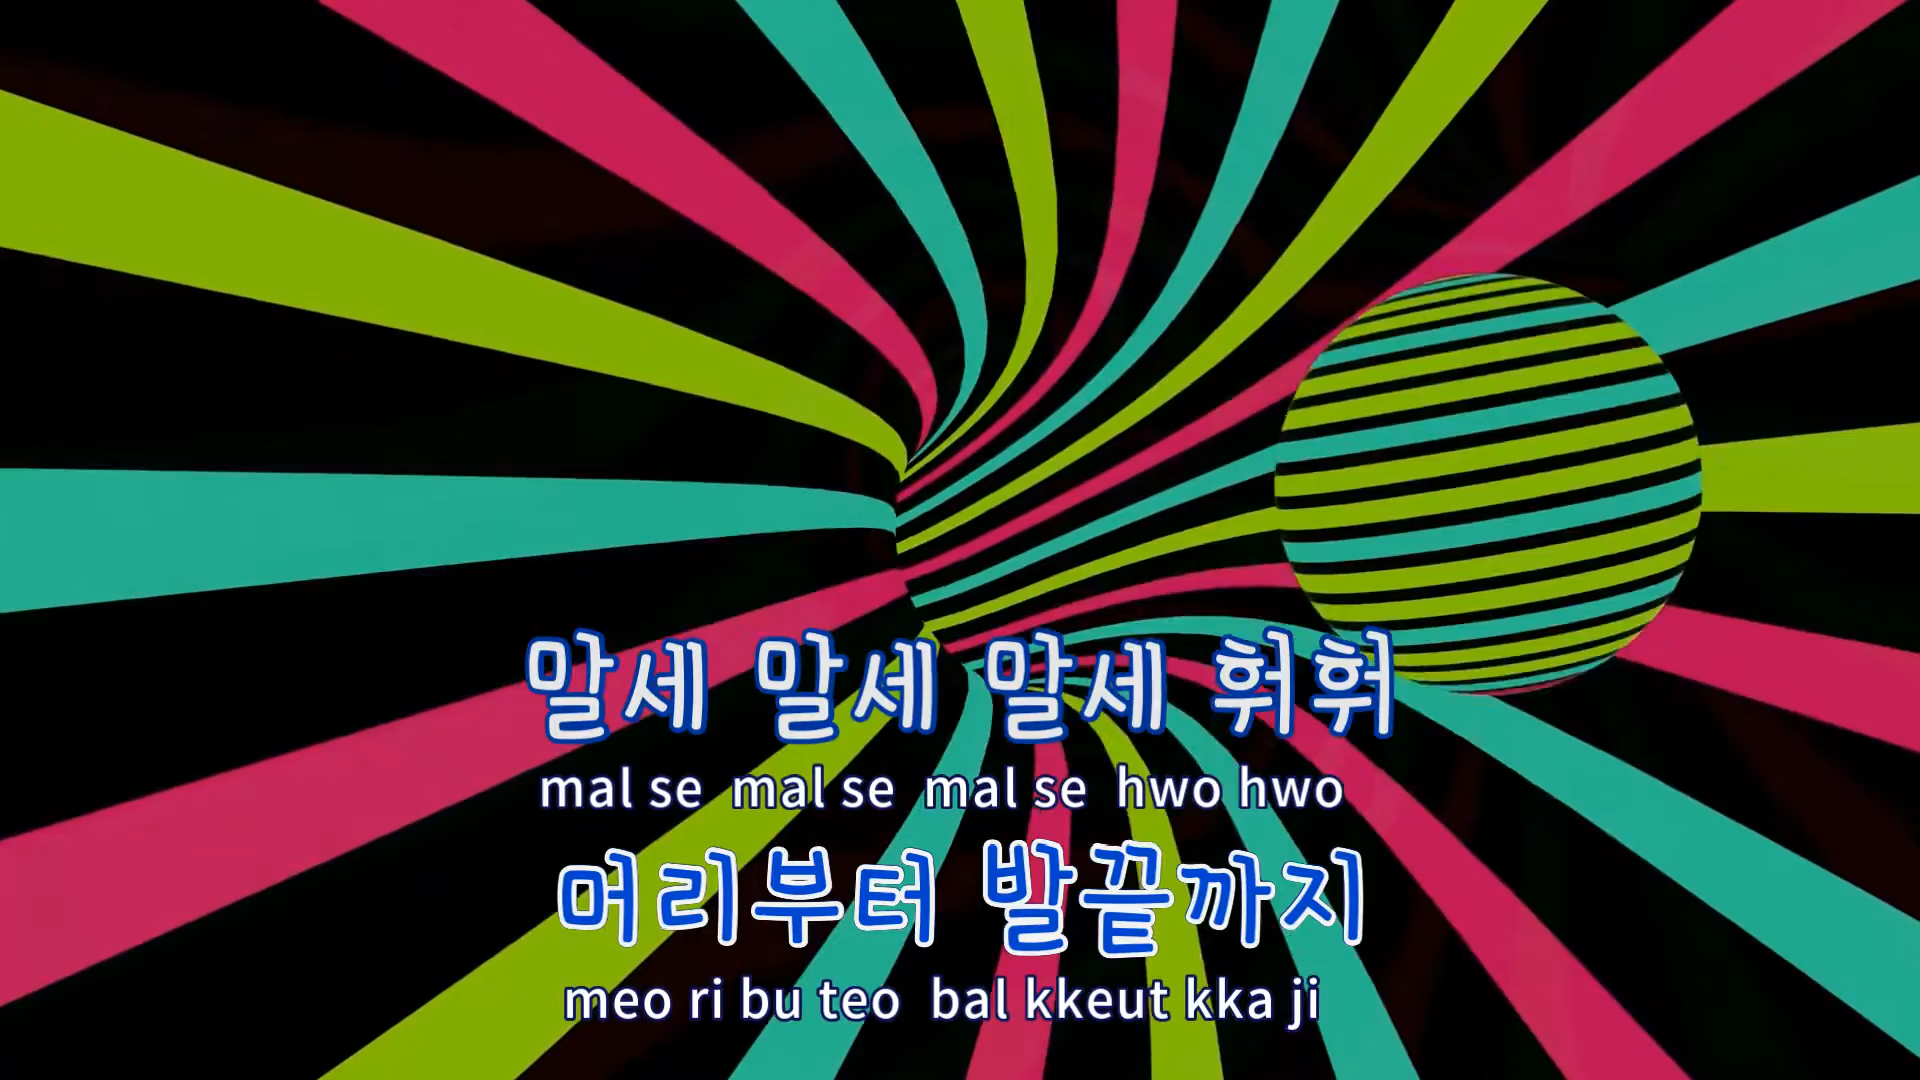 말세 말세 말세 훠훠
mal se mal se mal se hwo hwo
머리부터 발끝까지
meo ri bu teo bal kkeut kka ji